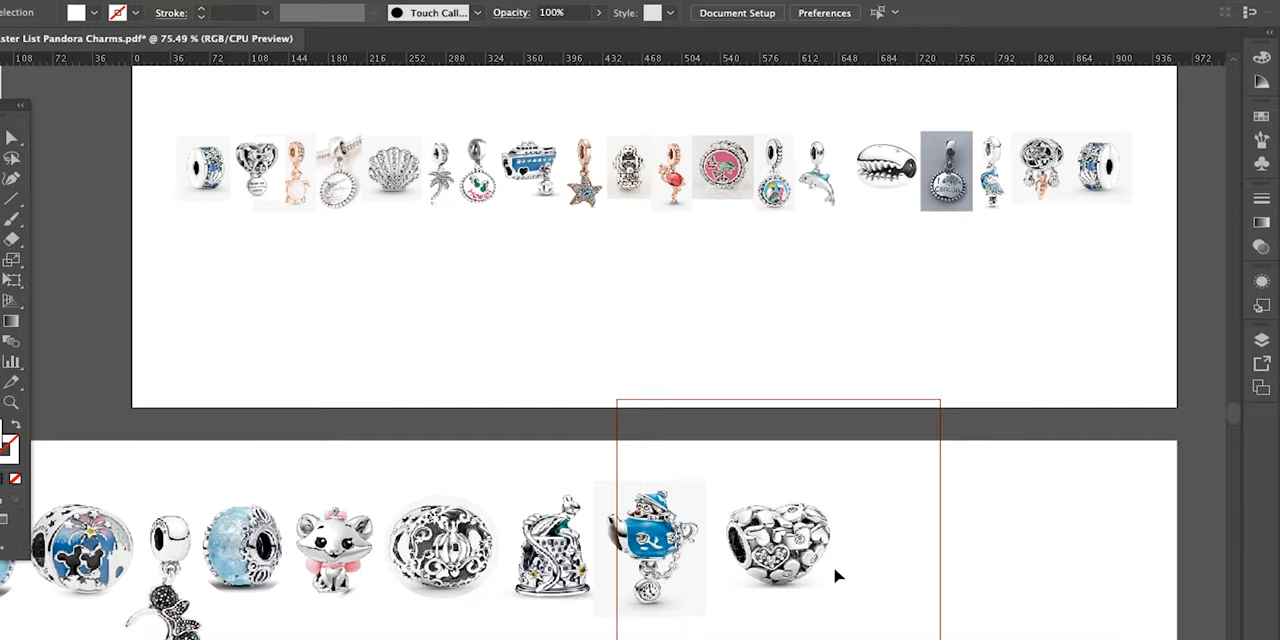 election Stroke: Touch Call... Opacity: 100% Style: Document Setup Preferences
ster List Pandora Charms.pdf* @ 75.49 % (RGB/CPU Preview)
108 72 36 0 36 72 108 144 180 216 252 288 324 360 396 432 468 504 540 576 612 648 684 720 756 792 828 864 900 936 972